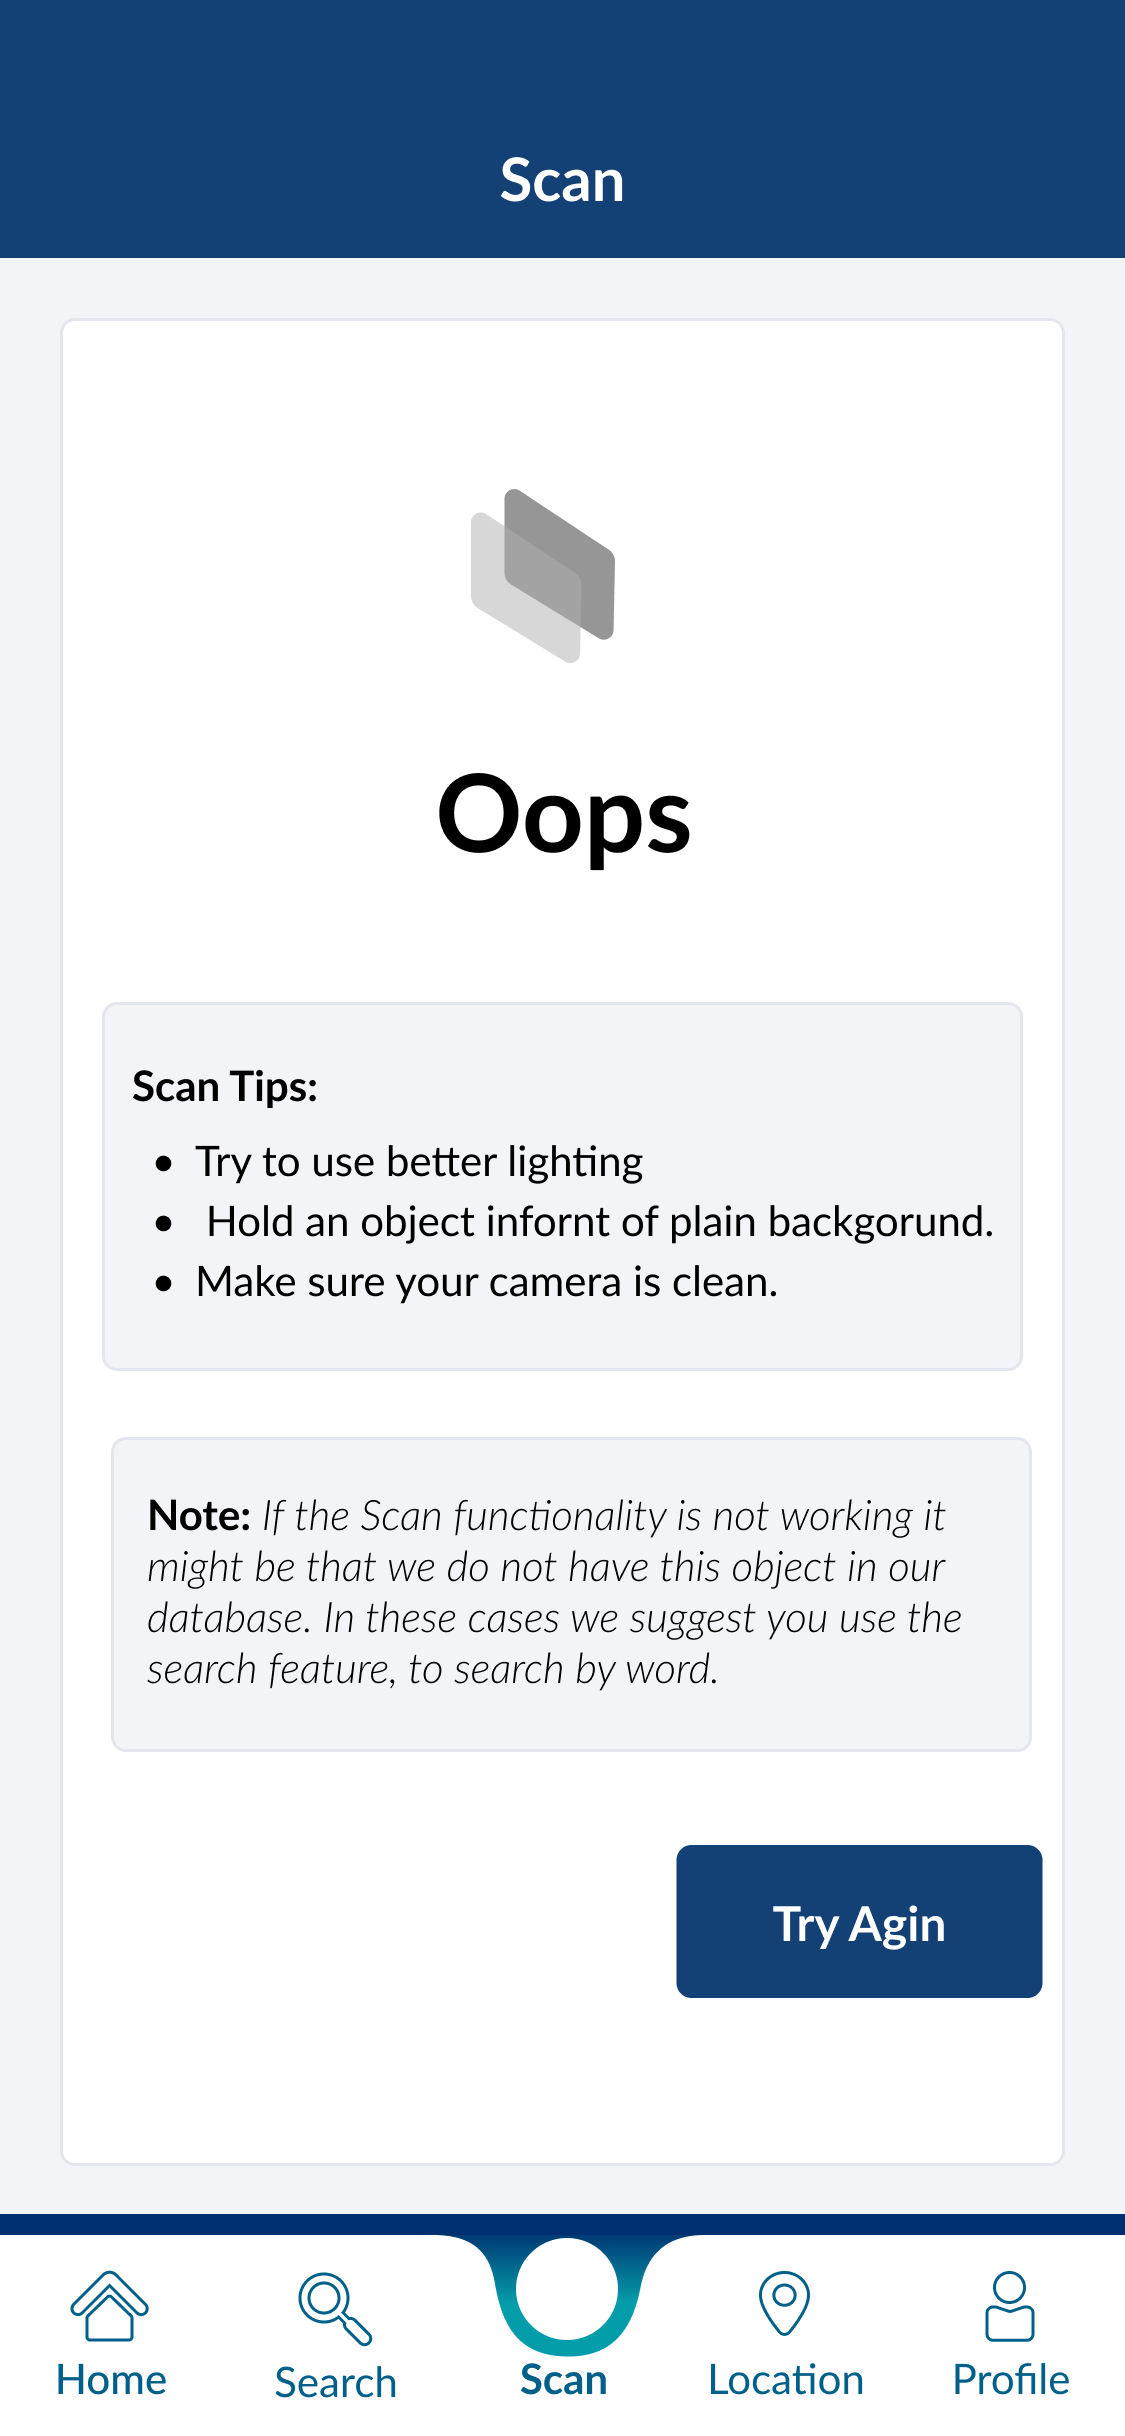 Scan
Oops
Scan Tips:
• Try to use better lighting
• Hold an object infornt of plain backgorund.
• Make sure your camera is clean.
Note: If the Scan functionality is not working it
might be that we do not have this object in our
database. In these cases we suggest you use the
search feature, to search by word.
Try Agin
Home
Search
Scan
Location
Profile